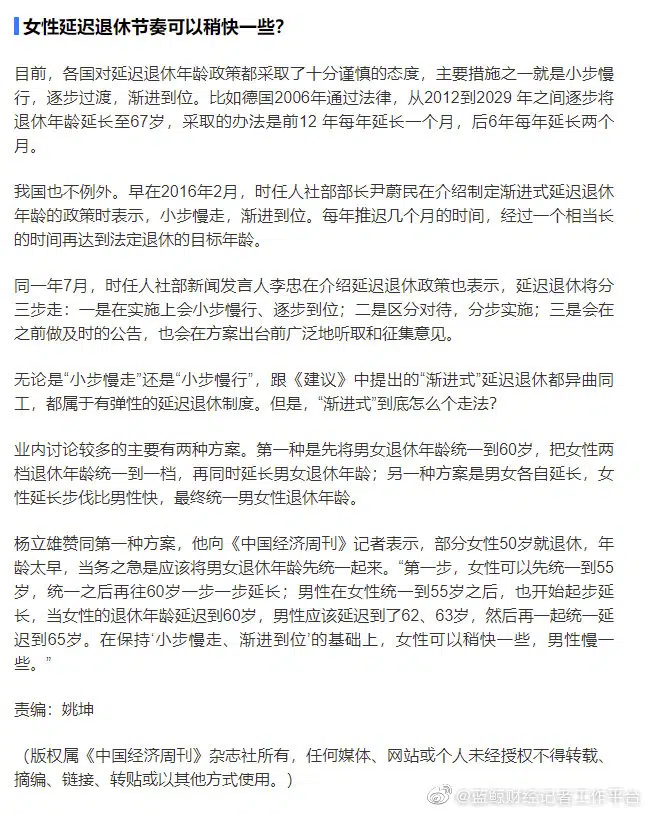 女性延迟退休节奏可以稍快一些?
目前，各国对延迟退休年龄政策都采取了十分谨慎的态度，主要措施之一就是小步慢
行，逐步过渡，渐进到位。比如德国2006年通过法律，从2012到2029 年之间逐步将
退休年龄延长至67岁，采取的办法是前12 年每年延长一个月，后6年每年延长两个
月。
我国也不例外。早在2016年2月，时任人社部部长尹蔚民在介绍制定渐进式延迟退休
年龄的政策时表示，小步慢走，渐进到位。每年推迟几个月的时间，经过一个相当长
的时间再达到法定退休的目标年龄。
同一年7月，时任人社部新闻发言人李忠在介绍延迟退休政策也表示，延迟退休将分
三步走：一是在实施上会小步慢行、逐步到位；二是区分对待，分步实施；三是会在
之前做及时的公告，也会在方案出台前广泛地听取和征集意见。
无论是“小步慢走”还是“小步慢行”，跟《建议》中提出的“渐进式”延迟退休都异曲同
工，都属于有弹性的延迟退休制度。但是，“渐进式”到底怎么个走法?
业内讨论较多的主要有两种方案。第一种是先将男女退休年龄统一到60岁，把女性两
档退休年龄统一到一档，再同时延长男女退休年龄；另一种方案是男女各自延长，女
性延长步伐比男性快，最终统一男女性退休年龄。
杨立雄赞同第一种方案，他向《中国经济周刊》记者表示，部分女性50岁就退休，年
龄太早，当务之急是应该将男女退休年龄先统一起来。“第一步，女性可以先统一到55
岁，统一之后再往60岁一步一步延长；男性在女性统一到55岁之后，也开始起步延
长，当女性的退休年龄延迟到60岁，男性应该延迟到了62、63岁，然后再一起统一延
迟到65岁。在保持‘小步慢走、渐进到位’的基础上，女性可以稍快一些，男性慢一
些。”
责编：姚坤
（版权属《中国经济周刊》杂志社所有，任何媒体、网站或个人未经授权不得转载、
摘编、链接、转贴或以其他方式使用。）
@蓝鲸财经记者工作平台